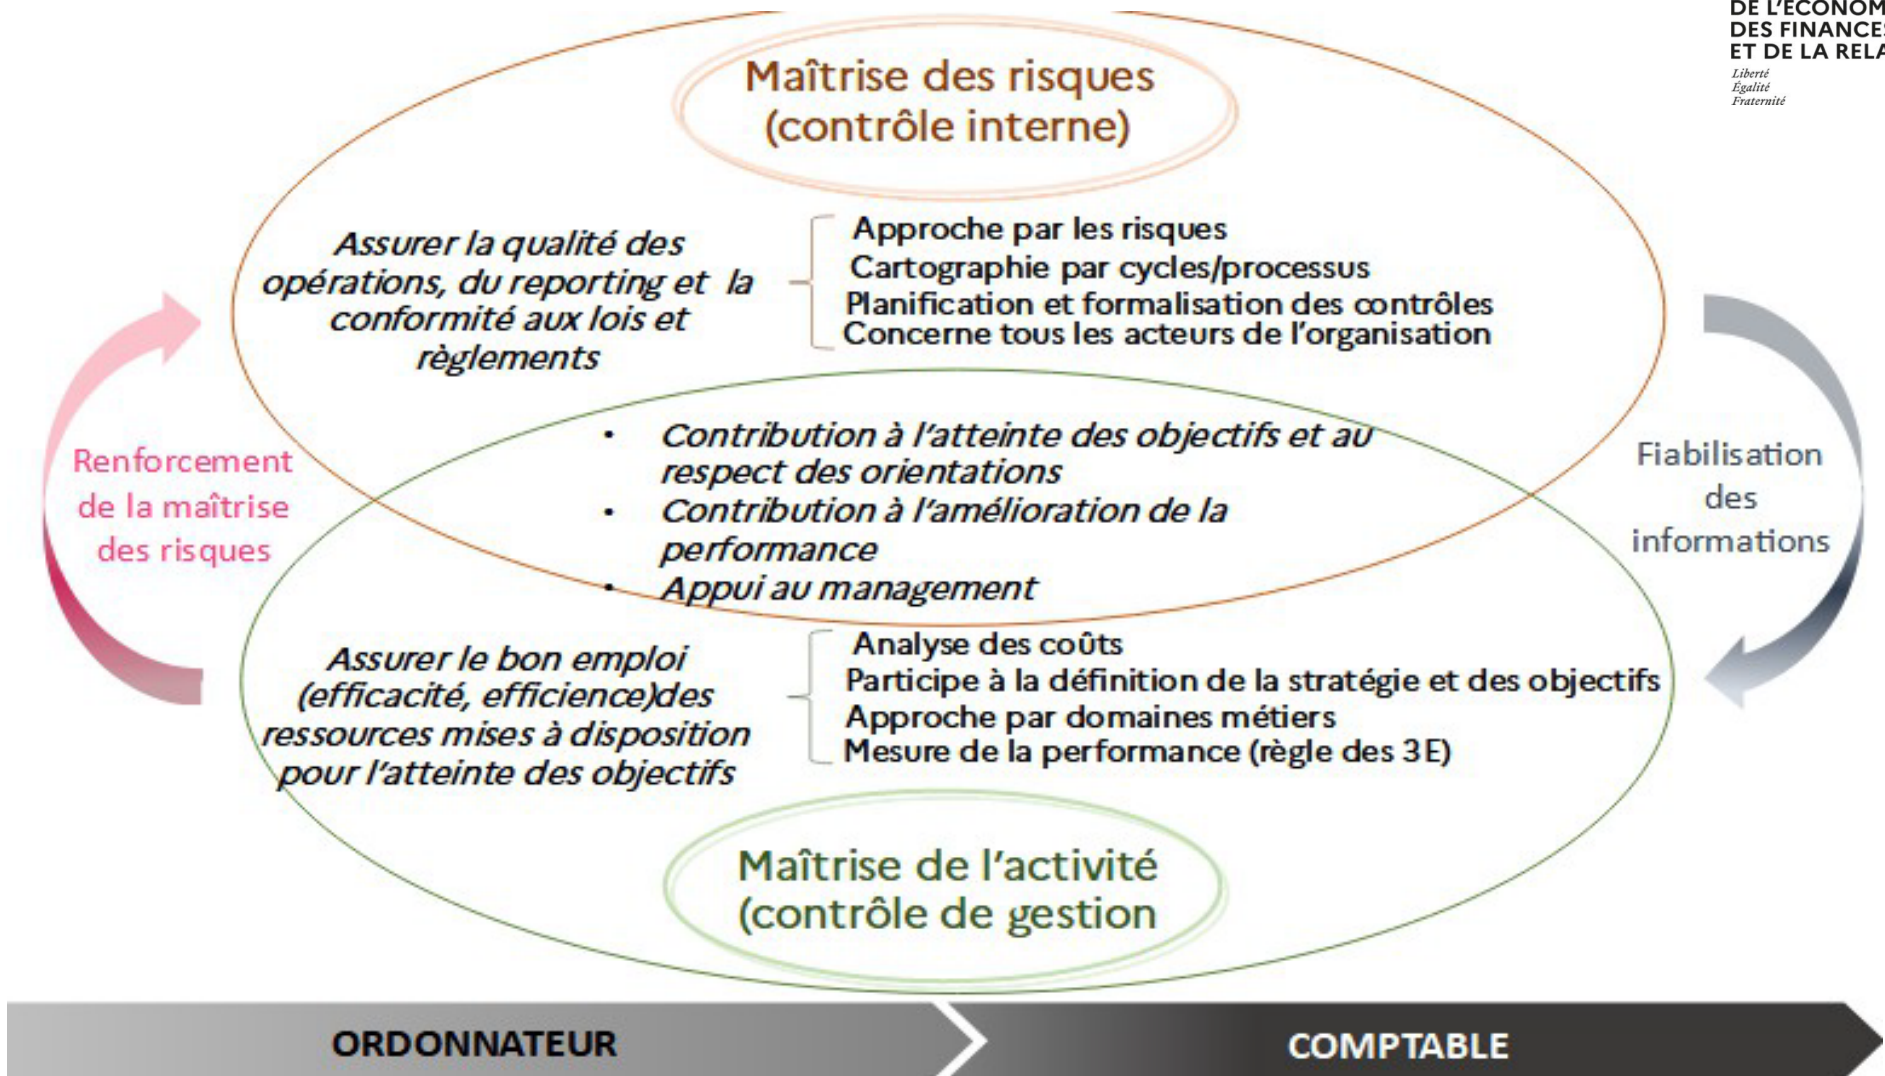 DE L'ÉCONOM
DES FINANCES
ET DE LA RELA
Liberté
Égalité
Fraternité
Maîtrise des risques
(contrôle interne)
Assurer la qualité des
opérations, du reporting et la
conformité aux lois et
règlements
Approche par les risques
Cartographie par cycles/processus
Planification et formalisation des contrôles
Concerne tous les acteurs de l'organisation
Renforcement
de la maîtrise
des risques
• Contribution à l'atteinte des objectifs et au
respect des orientations
• Contribution à l'amélioration de la
performance
• Appui au management
Fiabilisation
des
informations
Assurer le bon emploi
(efficacité, efficience)des
ressources mises à disposition
pour l'atteinte des objectifs
Analyse des coûts
Participe à la définition de la stratégie et des objectifs
Approche par domaines métiers
Mesure de la performance (règle des 3E)
Maîtrise de l'activité
(contrôle de gestion
ORDONNATEUR
COMPTABLE